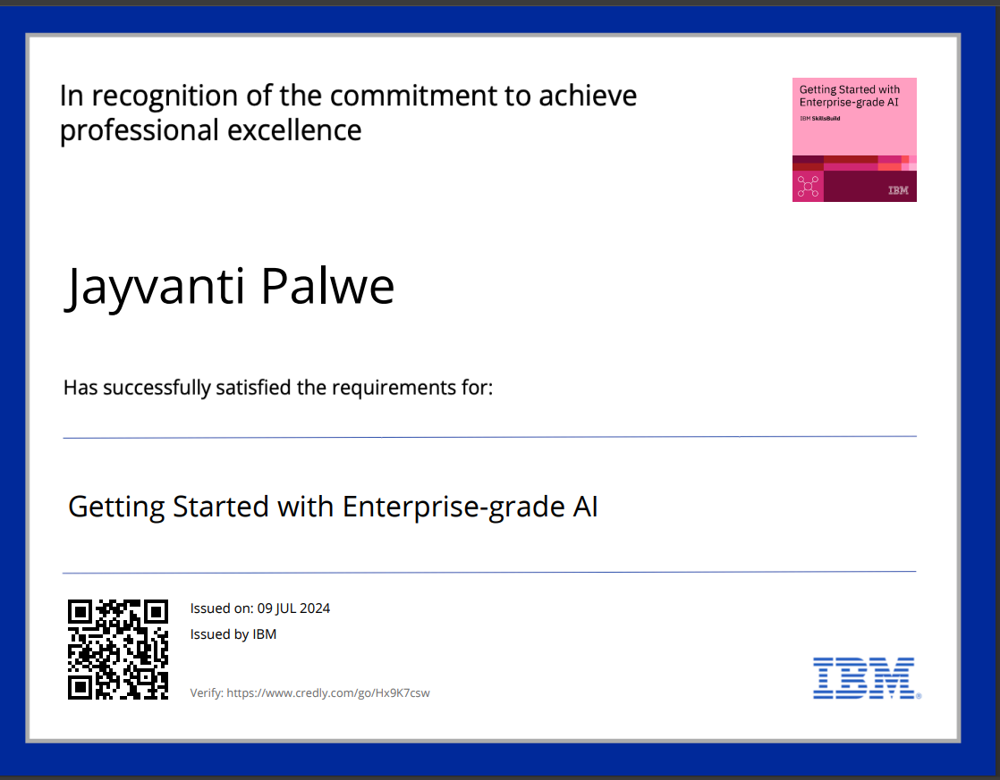 In recognition of the commitment to achieve
professional excellence
Getting Started with
Enterprise-grade AI
IBM SkillsBuild
IBM
Jayvanti Palwe
Has successfully satisfied the requirements for:
Getting Started with Enterprise-grade AI
Issued on: 09 JUL 2024
Issued by IBM
Verify: https://www.credly.com/go/Hx9K7csw
IBM®